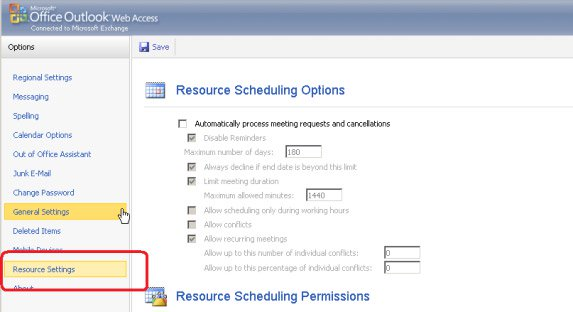 Microsoft
Office Outlook Web Access
Connected to Microsoft Exchange
Options
Save
Regional Settings
Messaging
Spelling
Calendar Options
Out of Office Assistant
Junk E-Mail
Change Password
General Settings
Deleted Items
Mobile Devices
Resource Settings
About
Resource Scheduling Options
Automatically process meeting requests and cancellations
Disable Reminders
Maximum number of days: 180
Always decline if end date is beyond this limit
Limit meeting duration
Maximum allowed minutes: 1440
Allow scheduling only during working hours
Allow conflicts
Allow recurring meetings
Allow up to this number of individual conflicts: 0
Allow up to this percentage of individual conflicts: 0
Resource Scheduling Permissions